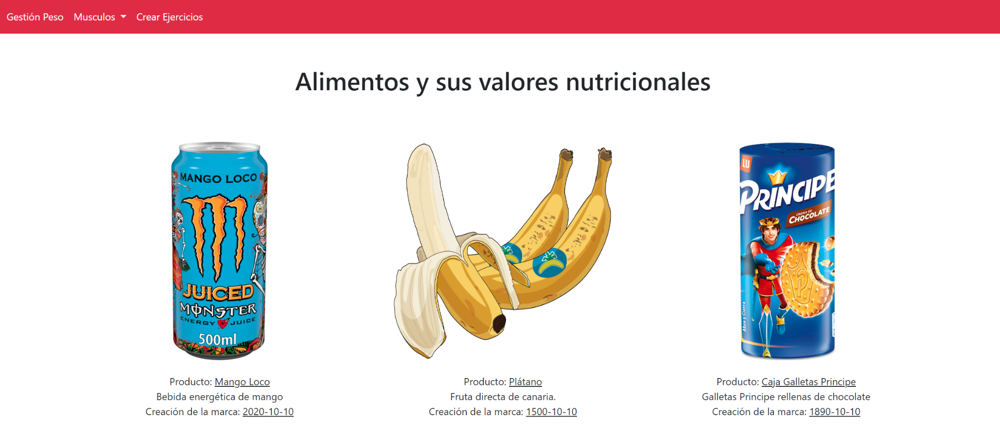 Gestión Peso Musculos Crear Ejercicios
Alimentos y sus valores nutricionales
MANGO LOCO
JUICED
MONSTER
ENERGY JUICE
500ml
LU
PRINCIPE
CREMA DE
CHOCOLATE
Abre y Cierra
Producto: Mango Loco
Bebida energética de mango
Creación de la marca: 2020-10-10
Producto: Plátano
Fruta directa de canaria.
Creación de la marca: 1500-10-10
Producto: Caja Galletas Principe
Galletas Principe rellenas de chocolate
Creación de la marca: 1890-10-10